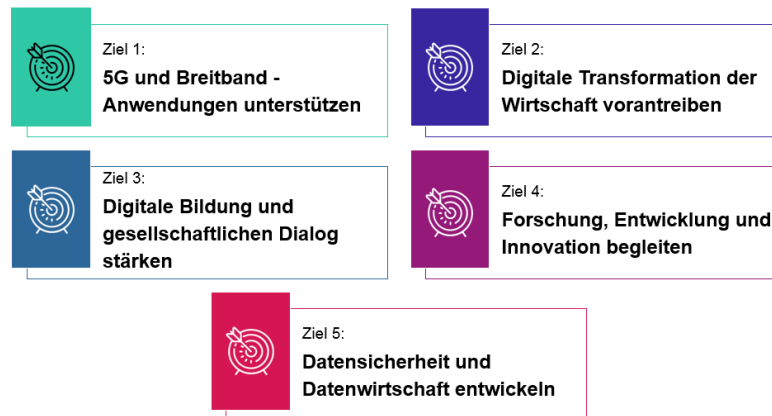 Ziel 1:
5G und Breitband -
Anwendungen unterstützen
Ziel 2:
Digitale Transformation der
Wirtschaft vorantreiben
Ziel 3:
Digitale Bildung und
gesellschaftlichen Dialog
stärken
Ziel 4:
Forschung, Entwicklung und
Innovation begleiten
Ziel 5:
Datensicherheit und
Datenwirtschaft entwickeln